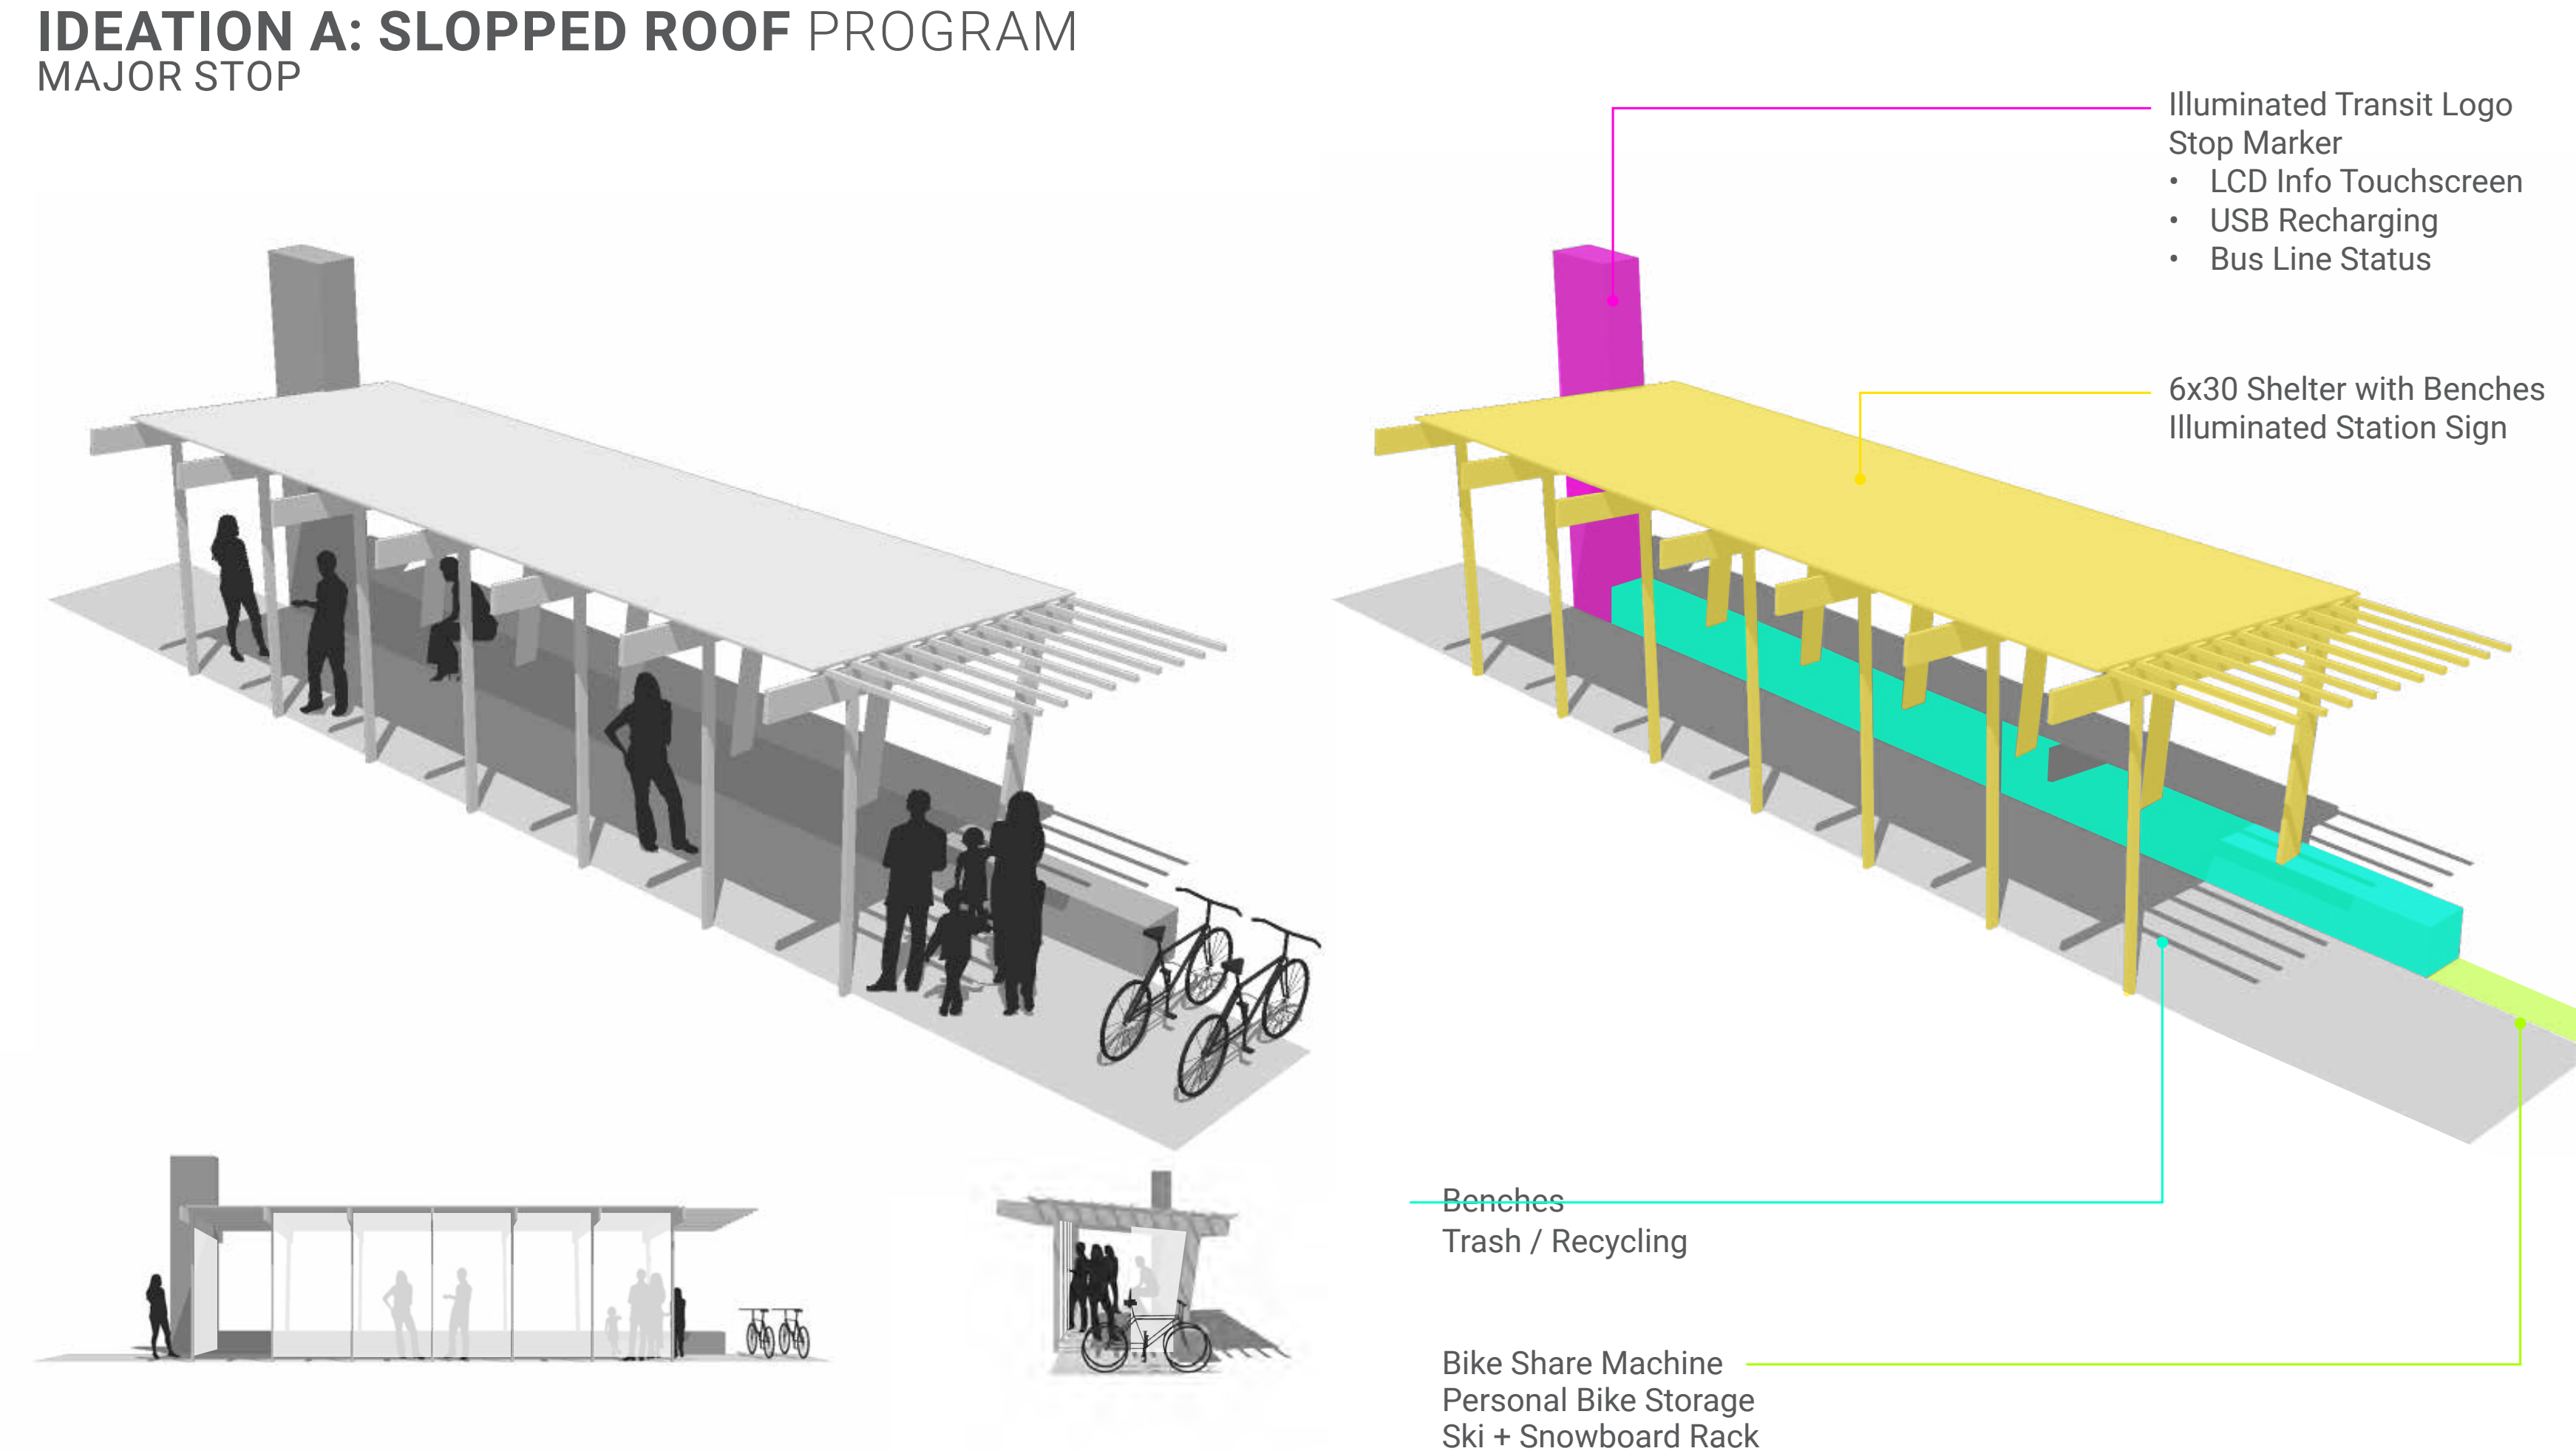 IDEATION A: SLOPPED ROOF PROGRAM
MAJOR STOP
Illuminated Transit Logo
Stop Marker
• LCD Info Touchscreen
• USB Recharging
• Bus Line Status
6x30 Shelter with Benches
Illuminated Station Sign
Benches
Trash / Recycling
Bike Share Machine
Personal Bike Storage
Ski + Snowboard Rack